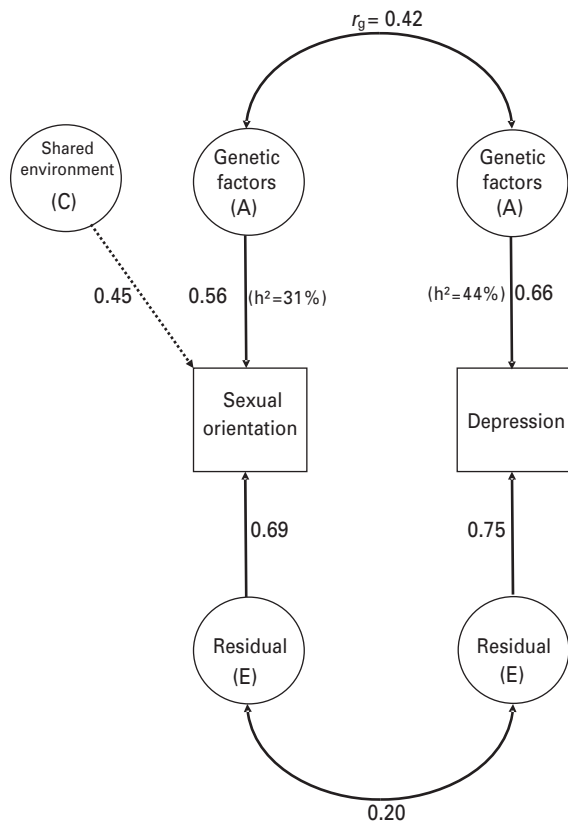 rg = 0.42
Shared
environment
(C)
Genetic
factors
(A)
Genetic
factors
(A)
0.45
0.56
(h²=31%)
(h²=44%)
0.66
Sexual
orientation
Depression
0.69
0.75
Residual
(E)
Residual
(E)
0.20